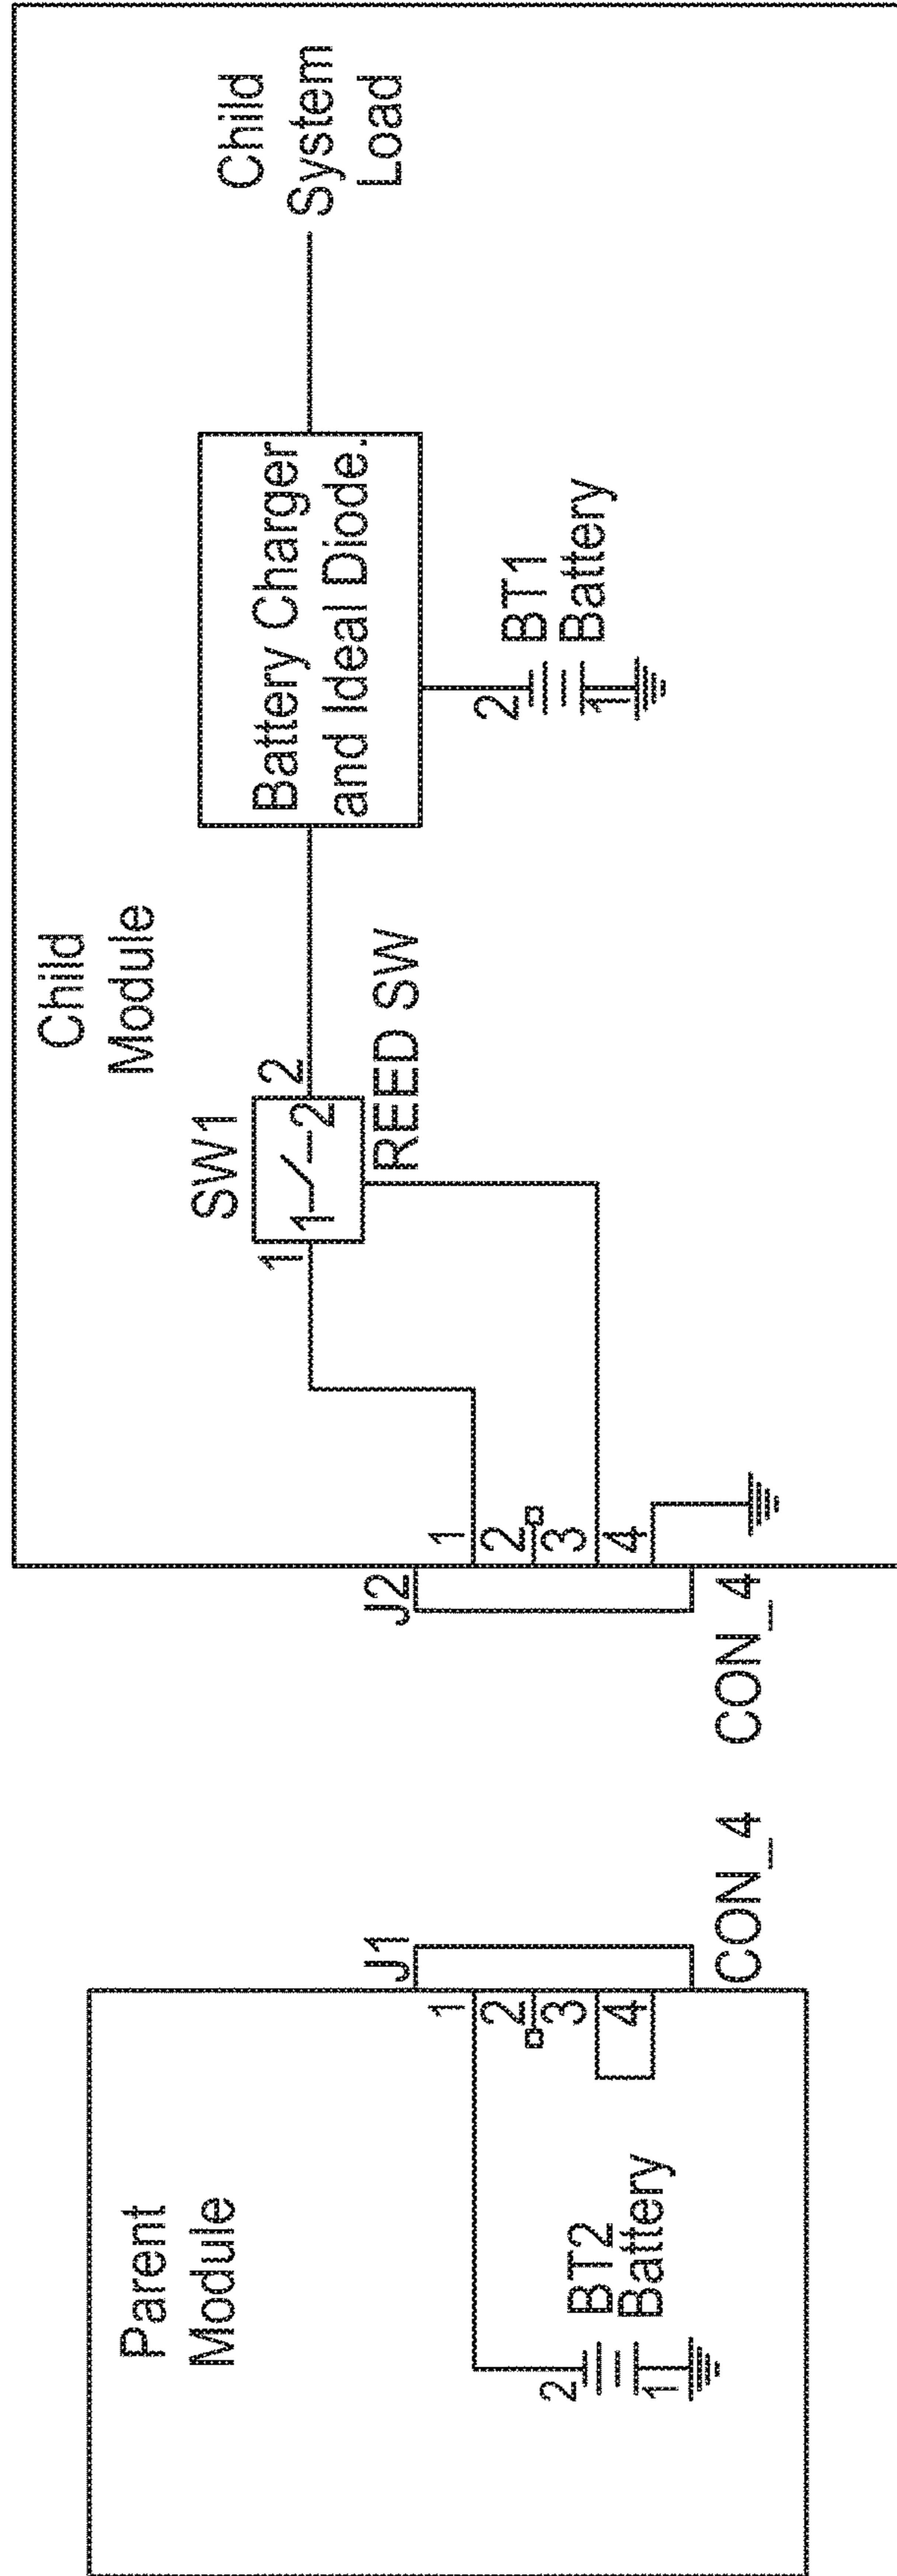 Parent
Module
BT2
Battery
2
1
J1
1
2
3
4
CON_4
J2
1
2
3
4
CON_4
Child
Module
SW1
1
1
2
2
REED SW
Battery Charger
and Ideal Diode.
2
1
BT1
Battery
Child
System
Load